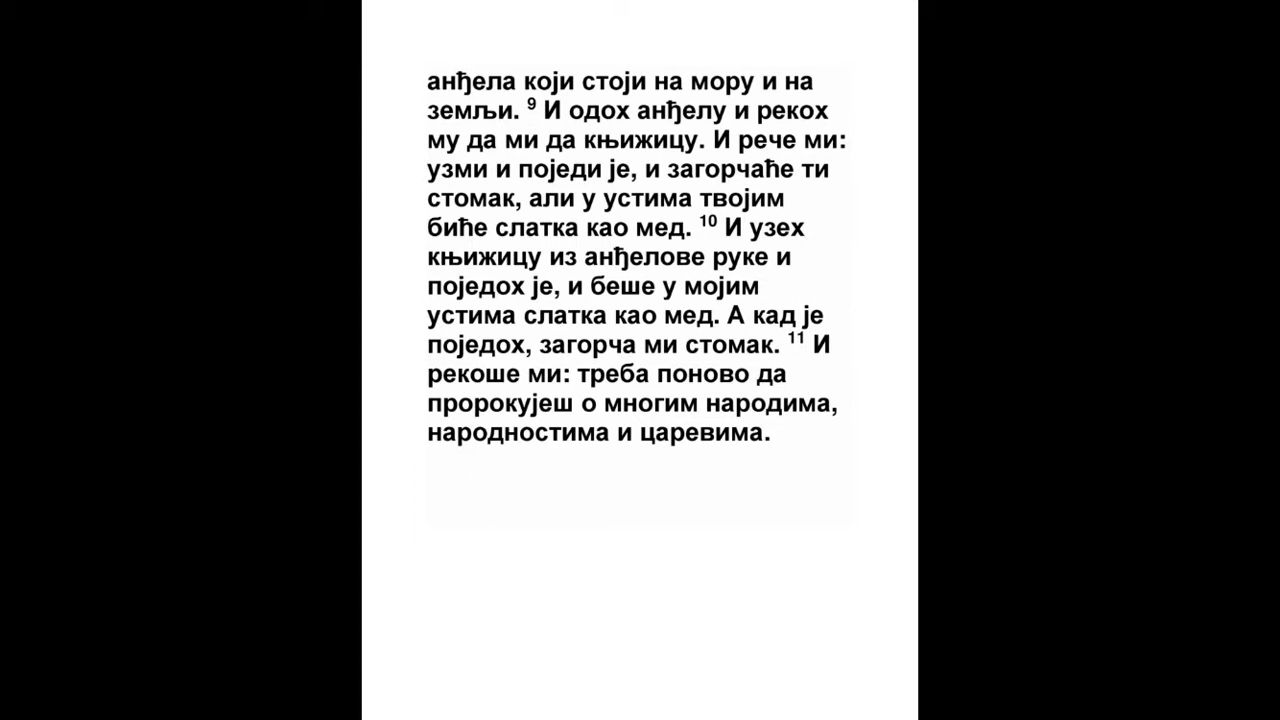 анђела који стоји на мору и на
земљи. ⁹ И одох анђелу и рекох
му да ми да књижицу. И рече ми:
узми и поједи је, и загорчаће ти
стомак, али у устима твојим
биће слатка као мед. ¹⁰ И узех
књижицу из анђелове руке и
поједох је, и беше у мојим
устима слатка као мед. А кад је
поједох, загорча ми стомак. ¹¹ И
рекоше ми: треба поново да
пророкујеш о многим народима,
народностима и царевима.